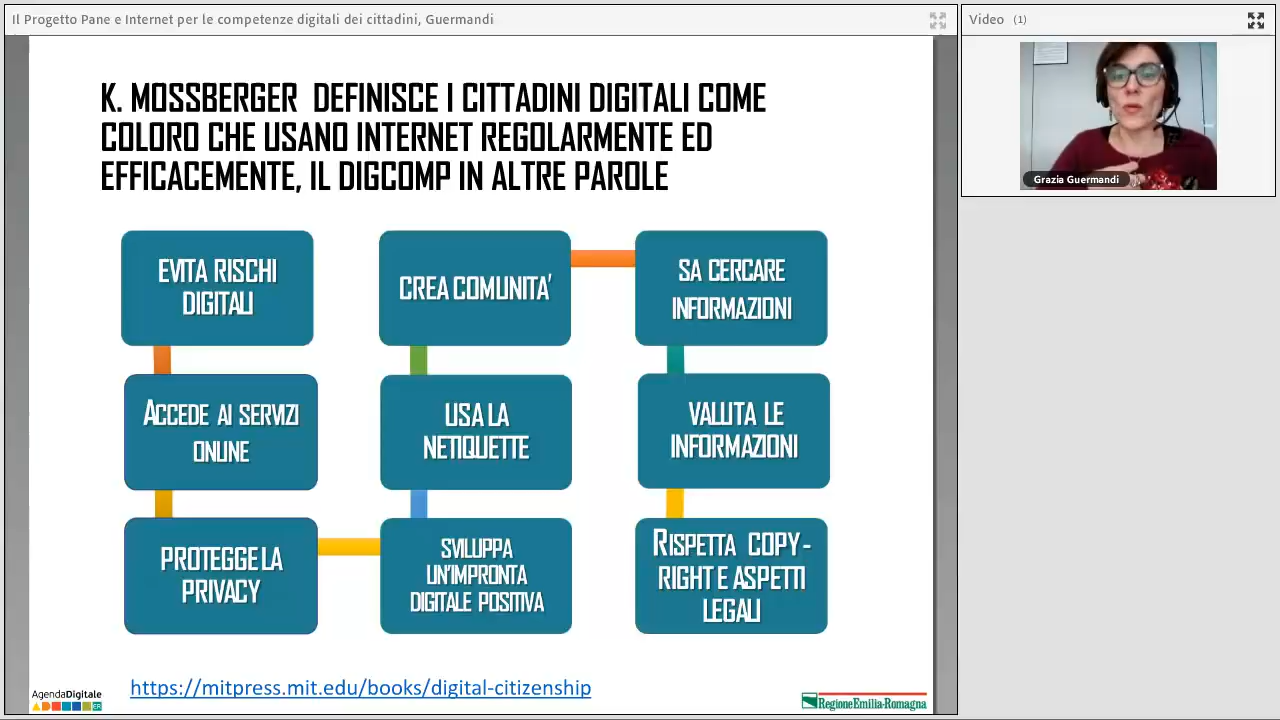 Il Progetto Pane e Internet per le competenze digitali dei cittadini, Guermandi
Video (1)
Grazia Guermandi
K. MOSSBERGER DEFINISCE I CITTADINI DIGITALI COME
COLORO CHE USANO INTERNET REGOLARMENTE ED
EFFICACEMENTE, IL DIGCOMP IN ALTRE PAROLE
EVITA RISCHI
DIGITALI
ACCEDE AI SERVIZI
ONLINE
PROTEGGE LA
PRIVACY
SVILUPPA
UN'IMPRONTA
DIGITALE POSITIVA
USA LA
NETIQUETTE
CREA COMUNITA'
SA CERCARE
INFORMAZIONI
VALUTA LE
INFORMAZIONI
RISPETTA COPY-
RIGHT E ASPETTI
LEGALI
https://mitpress.mit.edu/books/digital-citizenship
AgendaDigitale
ER
RegioneEmilia-Romagna